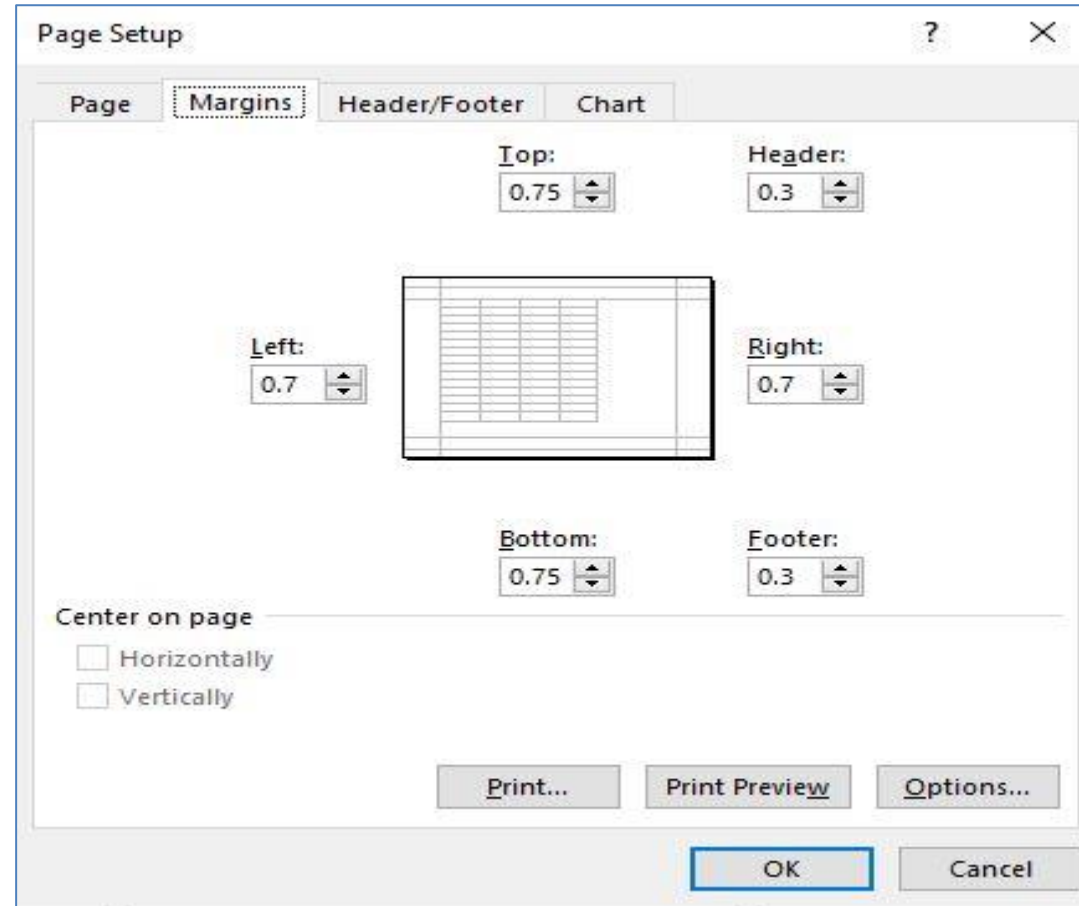 Page Setup ? ×
Page Margins Header/Footer Chart
Top: Header:
0.75 0.3
Left: Right:
0.7 0.7
Bottom: Footer:
0.75 0.3
Center on page
Horizontally
Vertically
Print... Print Preview Options...
OK Cancel